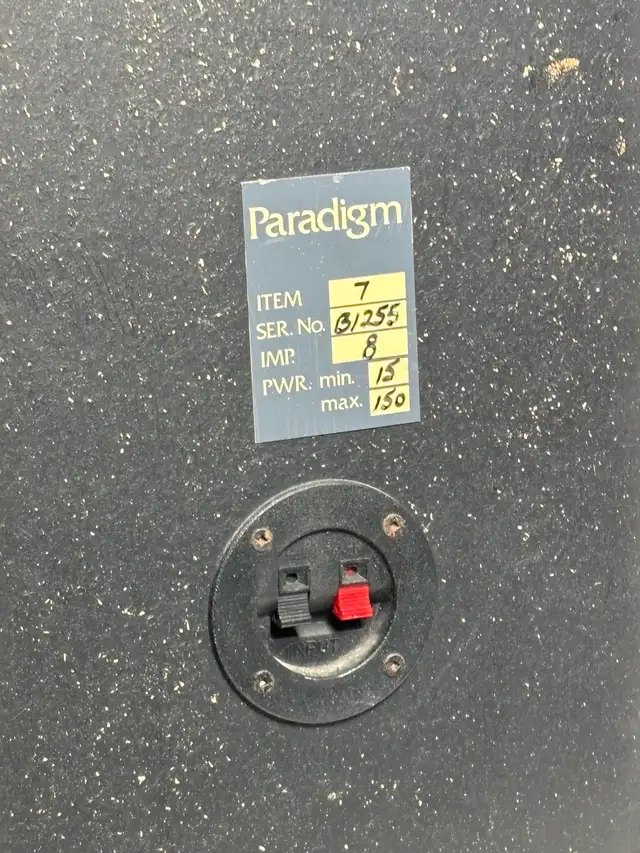 Paradigm
ITEM 7
SER. No. B1255
IMP. 8
PWR. min. 15
max. 150
INPUT